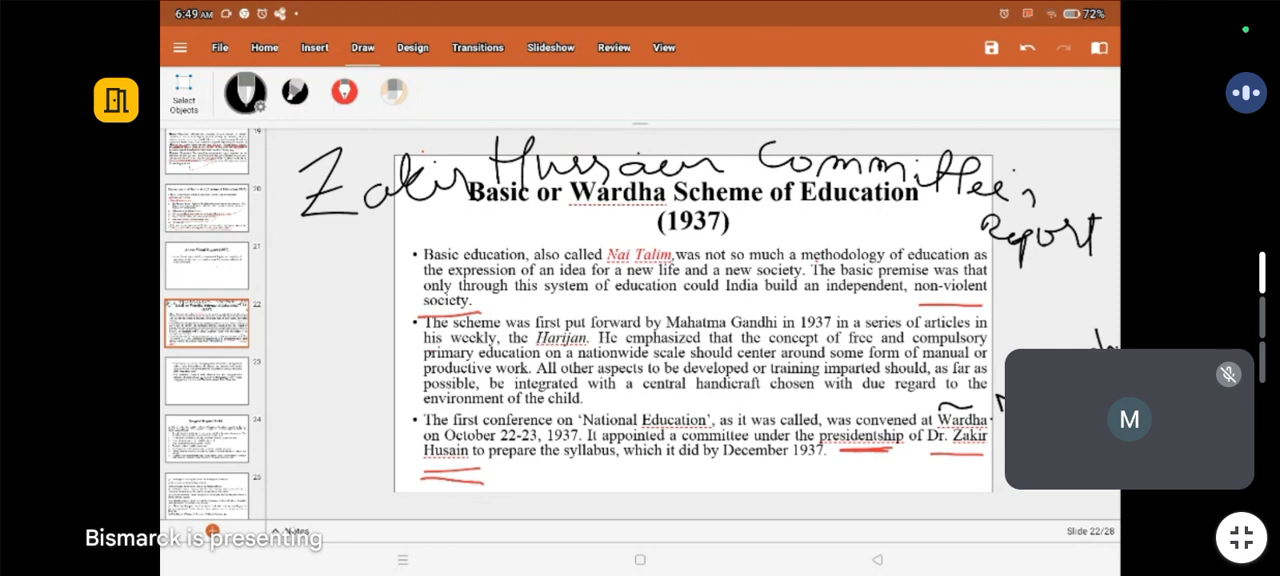 6:49 AM
72%
File Home Insert Draw Design Transitions Slideshow Review View
Select
Objects
19
20
21
22
23
24
25
Zakir Hussain Committee's
Report
Basic or Wardha Scheme of Education
(1937)
• Basic education, also called Nai Talim, was not so much a methodology of education as
the expression of an idea for a new life and a new society. The basic premise was that
only through this system of education could India build an independent, non-violent
society.
• The scheme was first put forward by Mahatma Gandhi in 1937 in a series of articles in
his weekly, the Harijan. He emphasized that the concept of free and compulsory
primary education on a nationwide scale should center around some form of manual or
productive work. All other aspects to be developed or training imparted should, as far as
possible, be integrated with a central handicraft chosen with due regard to the
environment of the child.
• The first conference on 'National Education', as it was called, was convened at Wardha
on October 22-23, 1937. It appointed a committee under the presidentship of Dr. Zakir
Husain to prepare the syllabus, which it did by December 1937.
M
Notes
Slide 22/28
Bismarck is presenting